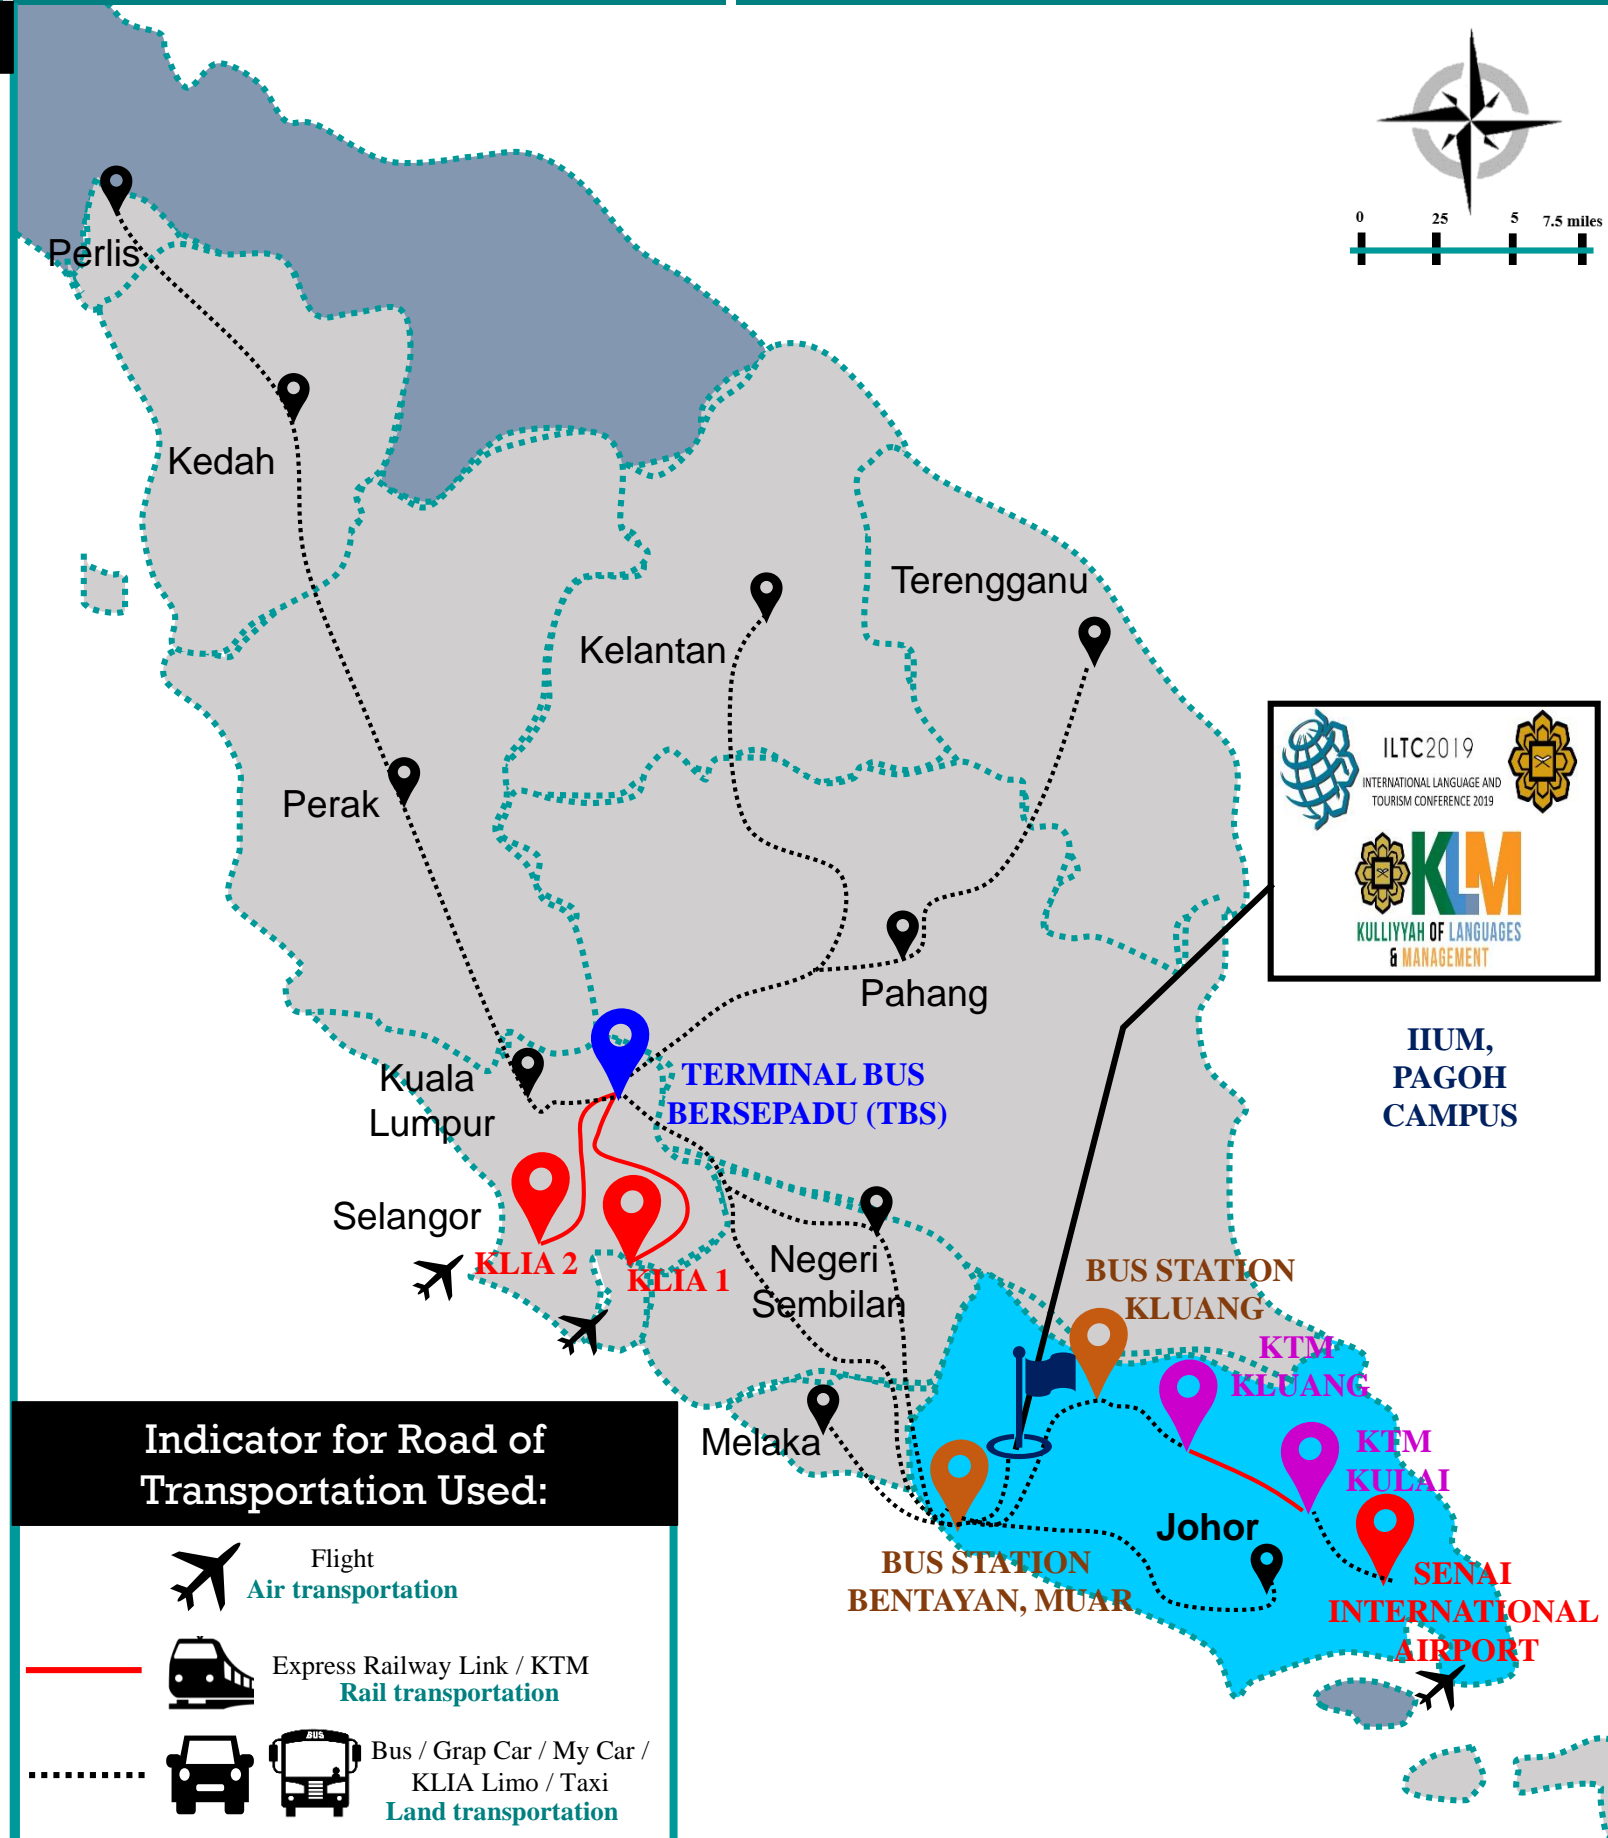 0
25
5
7.5 miles
Perlis
Kedah
Terengganu
Kelantan
Perak
ILTC2019
INTERNATIONAL LANGUAGE AND
TOURISM CONFERENCE 2019
KLM
KULLIYYAH OF LANGUAGES
& MANAGEMENT
Pahang
IIUM,
PAGOH
CAMPUS
Kuala
Lumpur
TERMINAL BUS
BERSEPADU (TBS)
Selangor
KLIA 2
KLIA 1
Negeri
Sembilan
BUS STATION
KLUANG
KTM
KLUANG
Melaka
KTM
KULAI
Johor
BUS STATION
BENTAYAN, MUAR
SENAI
INTERNATIONAL
AIRPORT
Indicator for Road of
Transportation Used:
Flight
Air transportation
Express Railway Link / KTM
Rail transportation
BUS
Bus / Grap Car / My Car /
KLIA Limo / Taxi
Land transportation